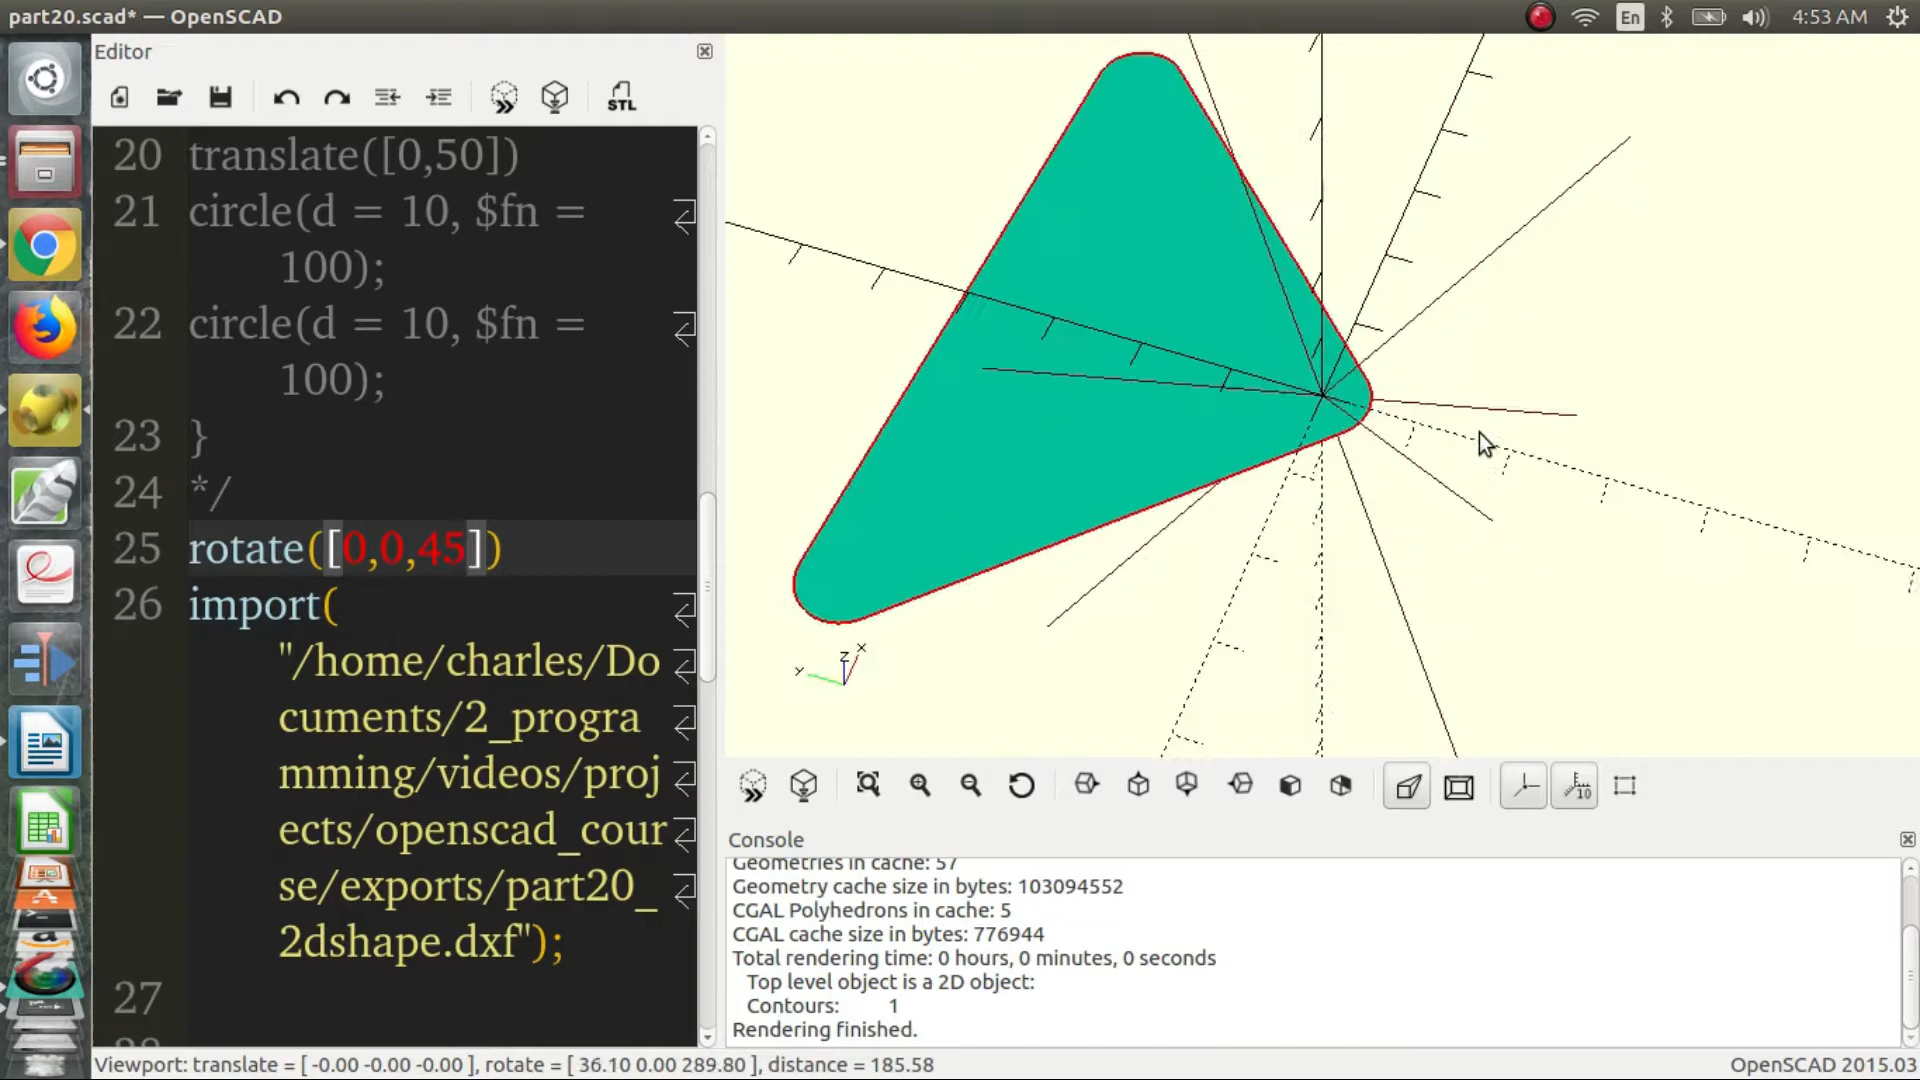 part20.scad* — OpenSCAD
En
4:53 AM
Editor
STL
20 translate([0,50])
21 circle(d = 10, $fn =
100);
22 circle(d = 10, $fn =
100);
23 }
24 */
25 rotate([0,0,45])
26 import(
"/home/charles/Do
cuments/2_progra
mming/videos/proj
ects/openscad_cour
se/exports/part20_
2dshape.dxf");
27
Z
X
Y
10
Console
Geometries in cache: 57
Geometry cache size in bytes: 103094552
CGAL Polyhedrons in cache: 5
CGAL cache size in bytes: 776944
Total rendering time: 0 hours, 0 minutes, 0 seconds
Top level object is a 2D object:
Contours: 1
Rendering finished.
Viewport: translate = [ -0.00 -0.00 -0.00 ], rotate = [ 36.10 0.00 289.80 ], distance = 185.58
OpenSCAD 2015.03